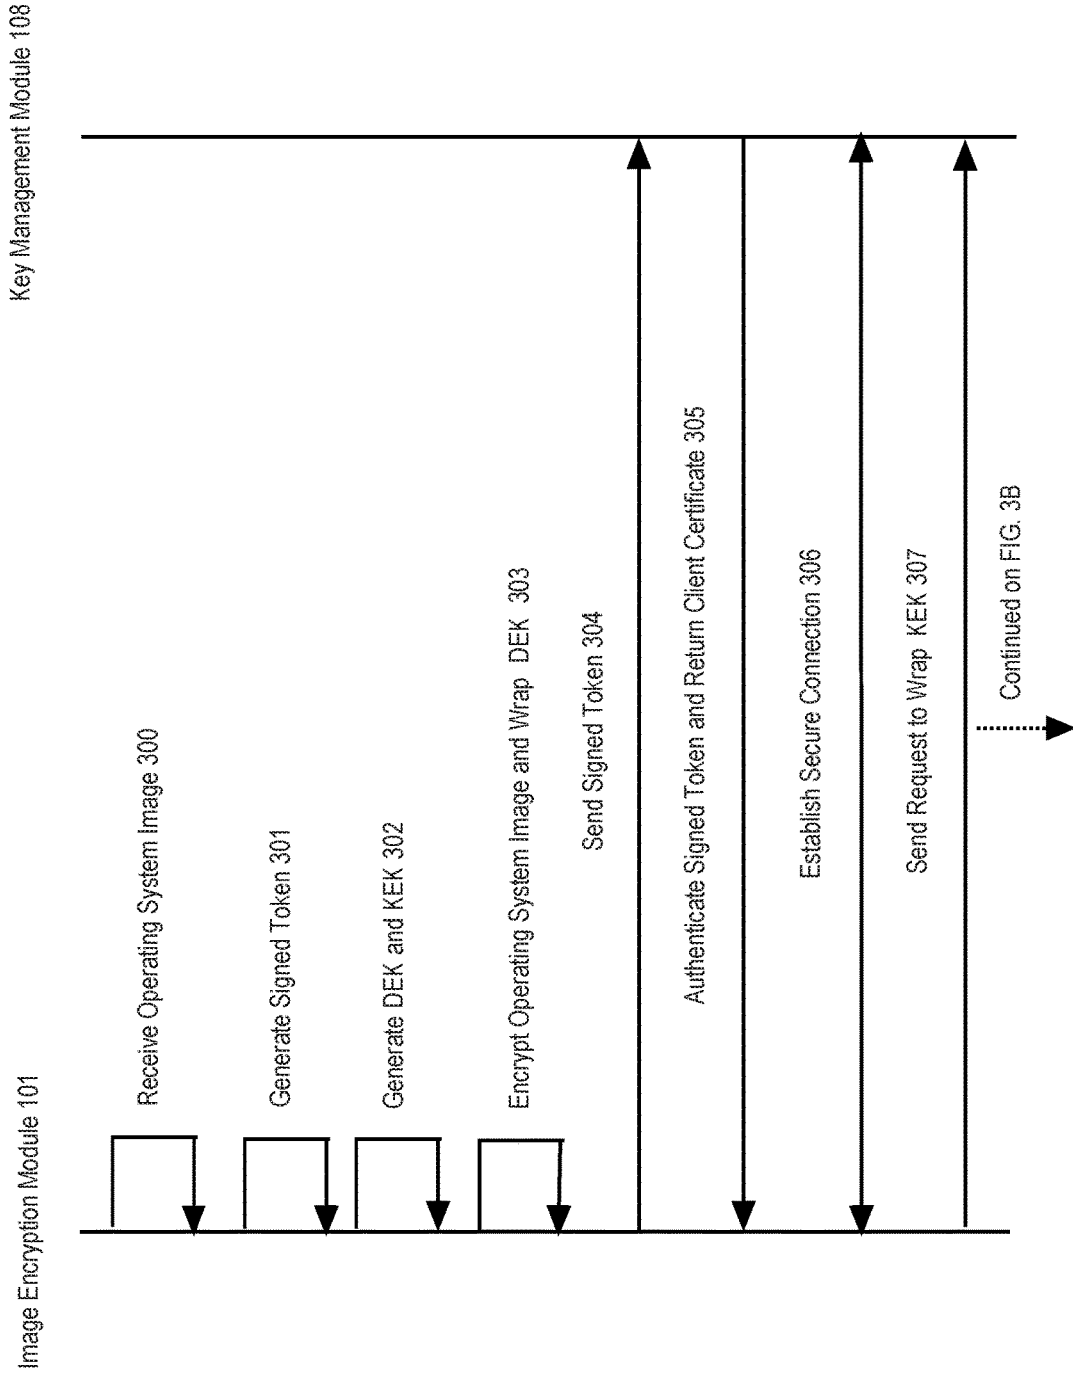 Image Encryption Module 101
Key Management Module 108
Receive Operating System Image 300
Generate Signed Token 301
Generate DEK and KEK 302
Encrypt Operating System Image and Wrap DEK 303
Send Signed Token 304
Authenticate Signed Token and Return Client Certificate 305
Establish Secure Connection 306
Send Request to Wrap KEK 307
Continued on FIG. 3B